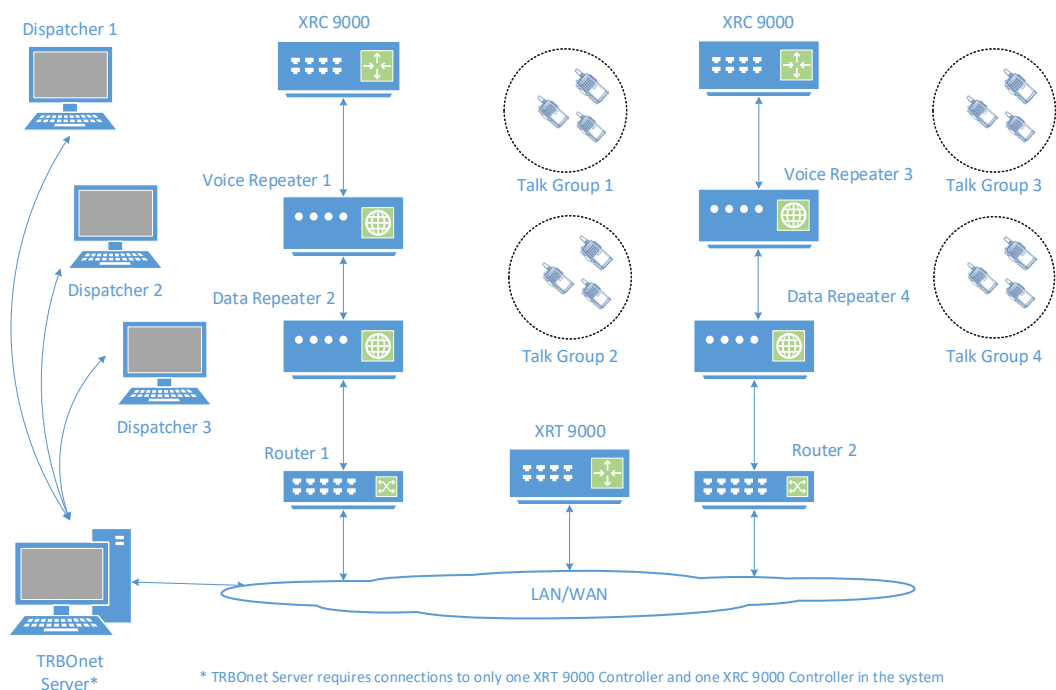 Dispatcher 1
XRC 9000
XRC 9000
Talk Group 1
Talk Group 3
Voice Repeater 1
Voice Repeater 3
Dispatcher 2
Data Repeater 2
Data Repeater 4
Talk Group 2
Talk Group 4
Dispatcher 3
XRT 9000
Router 1
Router 2
LAN/WAN
TRBOnet
Server*
* TRBOnet Server requires connections to only one XRT 9000 Controller and one XRC 9000 Controller in the system